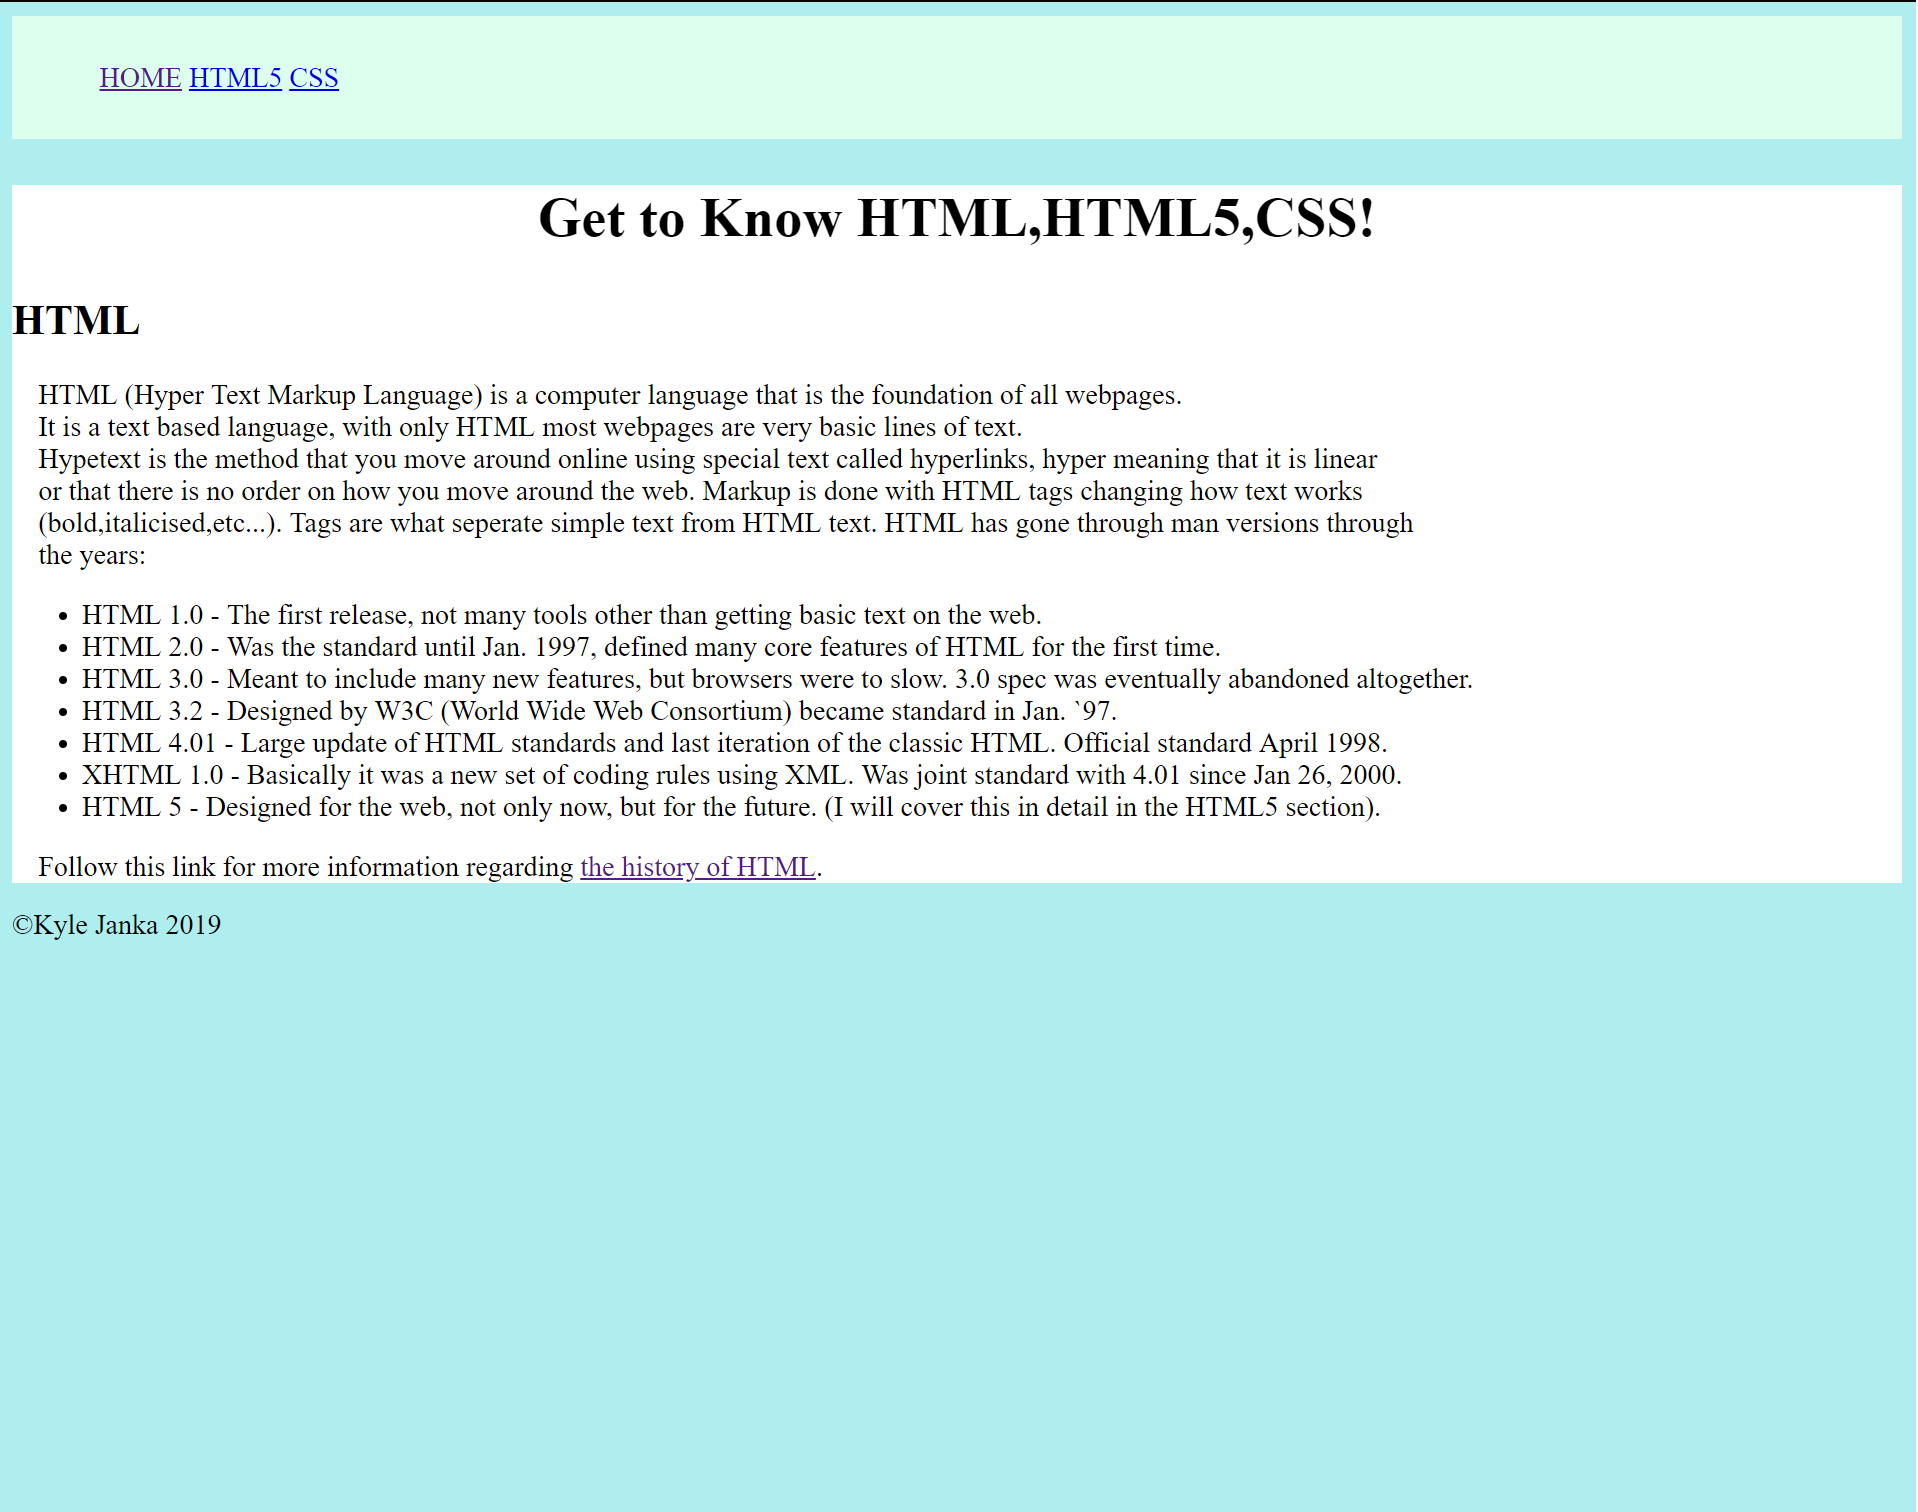 HOME HTML5 CSS
Get to Know HTML,HTML5,CSS!
HTML
HTML (Hyper Text Markup Language) is a computer language that is the foundation of all webpages.
It is a text based language, with only HTML most webpages are very basic lines of text.
Hypetext is the method that you move around online using special text called hyperlinks, hyper meaning that it is linear
or that there is no order on how you move around the web. Markup is done with HTML tags changing how text works
(bold,italicised,etc...). Tags are what seperate simple text from HTML text. HTML has gone through man versions through
the years:
• HTML 1.0 - The first release, not many tools other than getting basic text on the web.
• HTML 2.0 - Was the standard until Jan. 1997, defined many core features of HTML for the first time.
• HTML 3.0 - Meant to include many new features, but browsers were to slow. 3.0 spec was eventually abandoned altogether.
• HTML 3.2 - Designed by W3C (World Wide Web Consortium) became standard in Jan. `97.
• HTML 4.01 - Large update of HTML standards and last iteration of the classic HTML. Official standard April 1998.
• XHTML 1.0 - Basically it was a new set of coding rules using XML. Was joint standard with 4.01 since Jan 26, 2000.
• HTML 5 - Designed for the web, not only now, but for the future. (I will cover this in detail in the HTML5 section).
Follow this link for more information regarding the history of HTML.
©Kyle Janka 2019